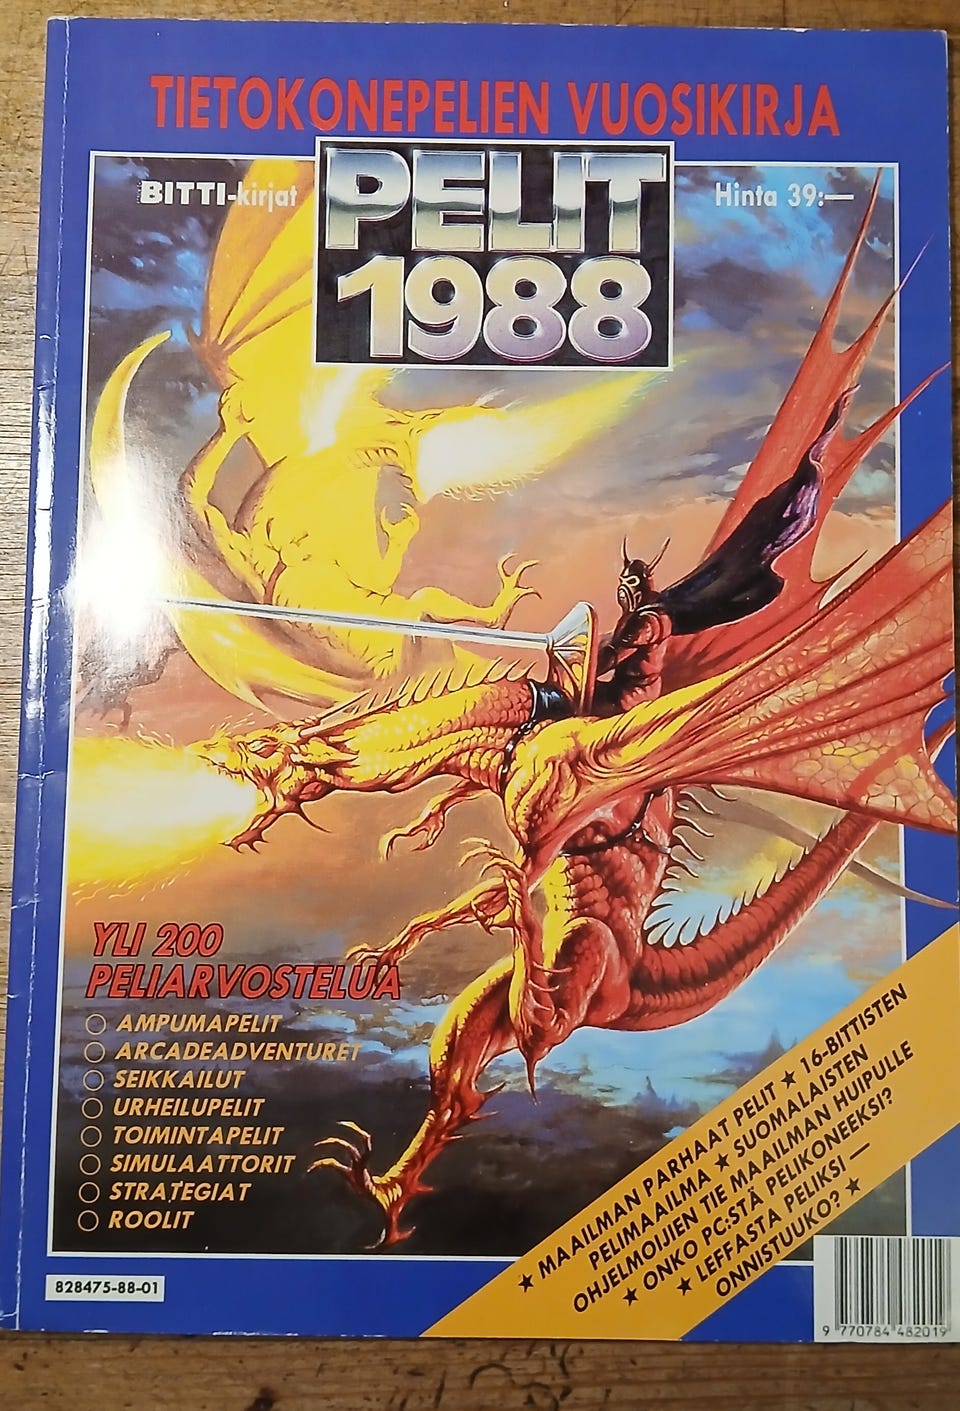 TIETOKONEPELIEN VUOSIKIRJA
BITTI-kirjat
PELIT
1988
Hinta 39:—
YLI 200
PELIARVOSTELUA
AMPUMAPELIT
ARCADEADVENTURET
SEIKKAILUT
URHEILUPELIT
TOIMINTAPELIT
SIMULAATTORIT
STRATEGIAT
ROOLIT
★ MAAILMAN PARHAAT PELIT ★ 16-BITTISTEN
PELIMAAILMA ★ SUOMALAISTEN
OHJELMOIJIEN TIE MAAILMAN HUIPULLE
★ ONKO PC:STÄ PELIKONEEKSI?
★ LEFFASTA PELIKSI —
ONNISTUUKO? ★
828475-88-01
9 770784 482019